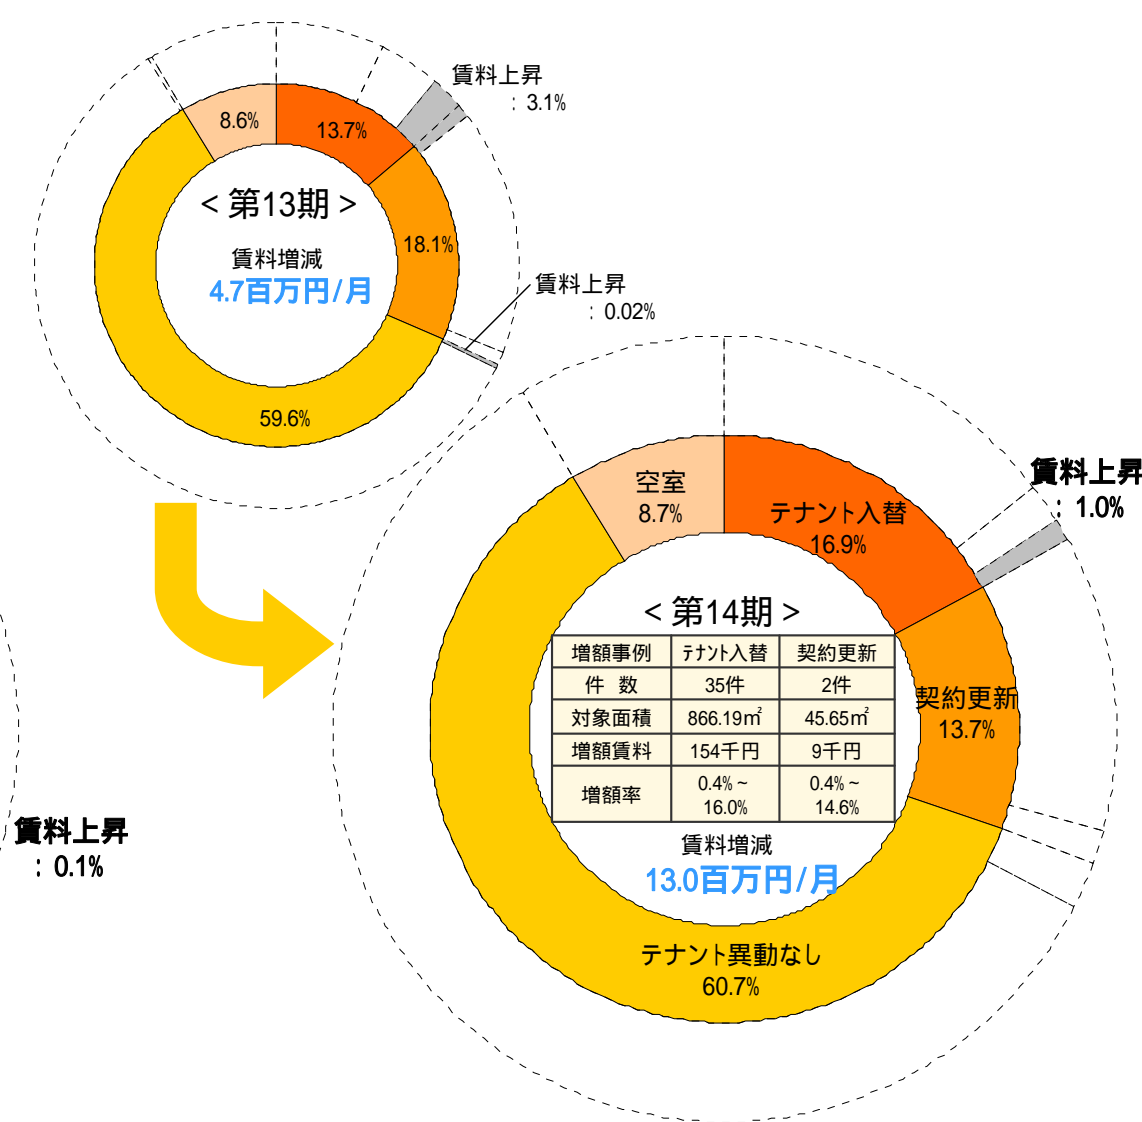 賃料上昇
: 3.1%
8.6%
13.7%
< 第13期 >
18.1%
賃料増減
4.7百万円/月
賃料上昇
: 0.02%
59.6%
賃料上昇
: 1.0%
空室
8.7%
テナント入替
16.9%
< 第14期 >
増額事例 テナント入替 契約更新
件 数 35件 2件
対象面積 866.19㎡ 45.65㎡
増額賃料 154千円 9千円
増額率 0.4%~ 16.0% 0.4%~ 14.6%
契約更新
13.7%
賃料増減
13.0百万円/月
賃料上昇
: 0.1%
テナント異動なし
60.7%